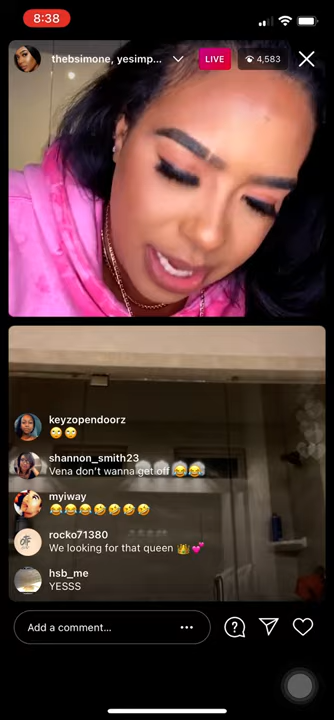 8:38
thebsimone, yesimp...
LIVE
4,583
keyzopendoorz
🙄🙄
shannon_smith23
Vena don't wanna get off 😂😂
myiway
😂😂😂🤣🤣🤣🤣
rocko71380
We looking for that queen 👑💕
hsb_me
YESSS
Add a comment...